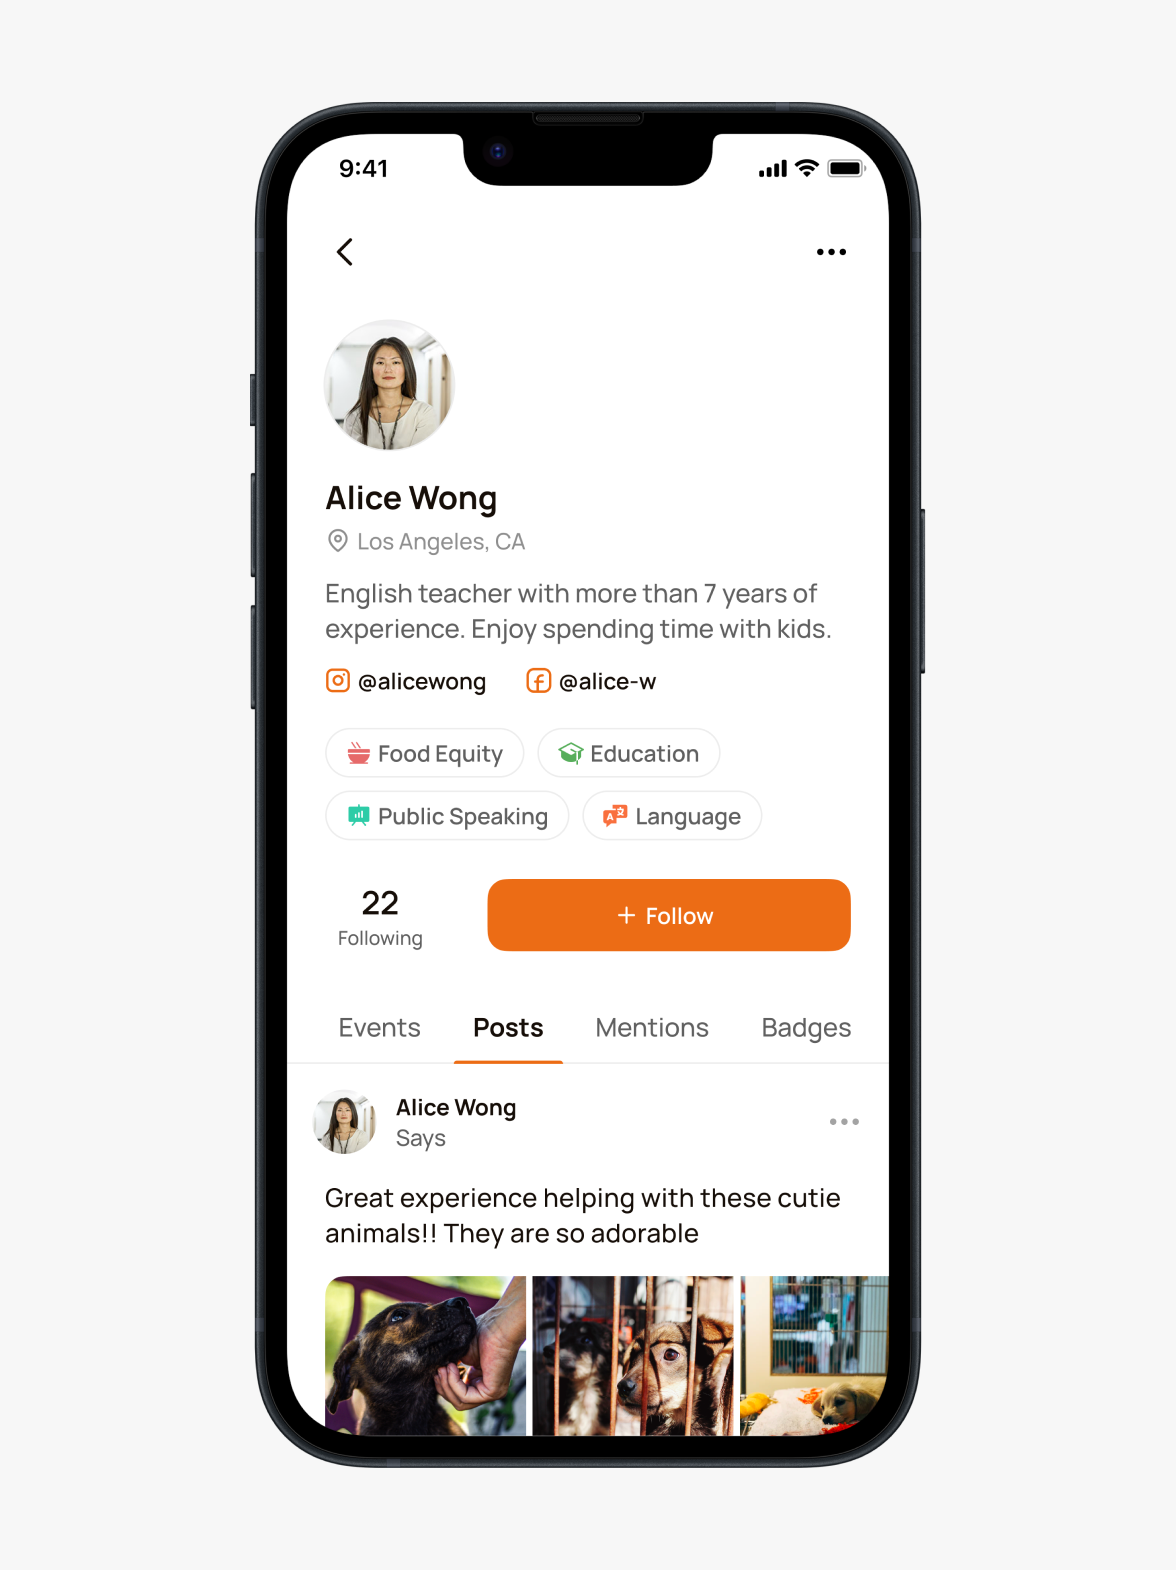 9:41
Alice Wong
Los Angeles, CA
English teacher with more than 7 years of
experience. Enjoy spending time with kids.
@alicewong @alice-w
Food Equity Education
Public Speaking Language
22
Following
+ Follow
Events Posts Mentions Badges
Alice Wong
Says
Great experience helping with these cutie
animals!! They are so adorable